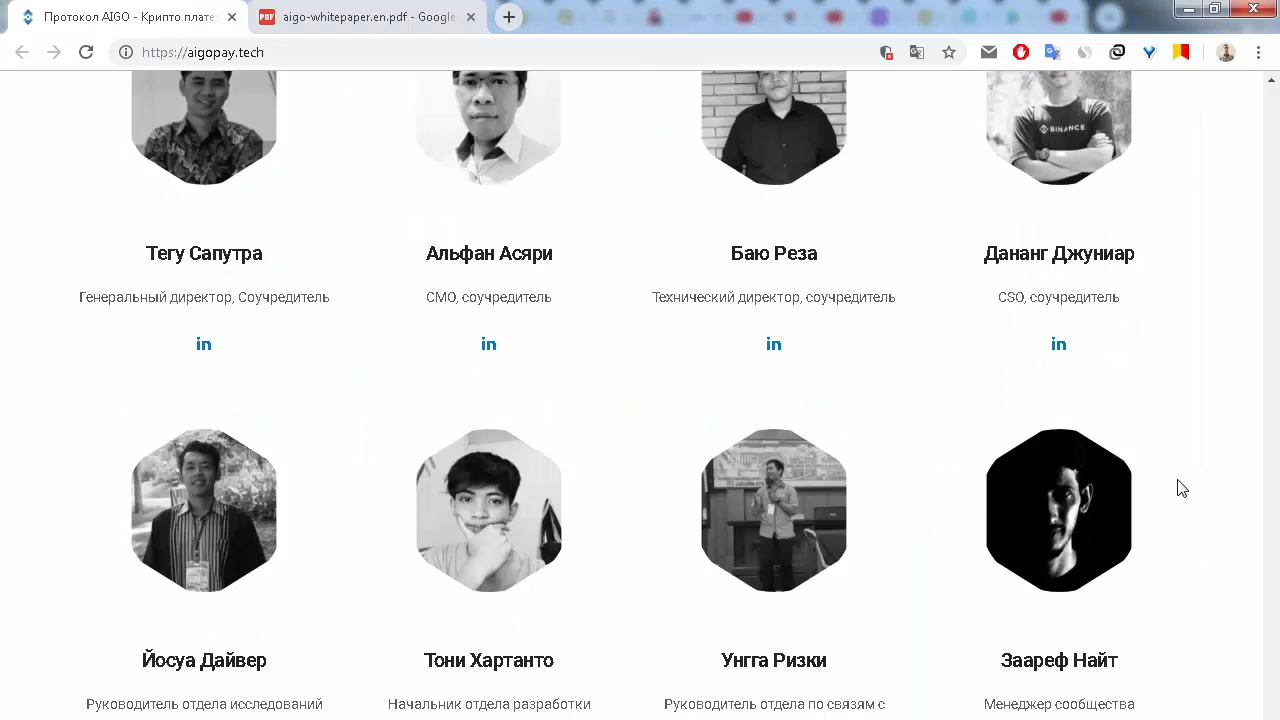 Протокол AIGO - Крипто плате
aigo-whitepaper.en.pdf - Google
https://aigopay.tech
BINANCE
Тегу Сапутра
Альфан Асяри
Баю Реза
Дананг Джуниар
Генеральный директор, Соучредитель
CMO, соучредитель
Технический директор, соучредитель
CSO, соучредитель
in
in
in
in
Йосуа Дайвер
Тони Хартанто
Унгга Ризки
Заареф Найт
Руководитель отдела исследований
Начальник отдела разработки
Руководитель отдела по связям с
Менеджер сообщества